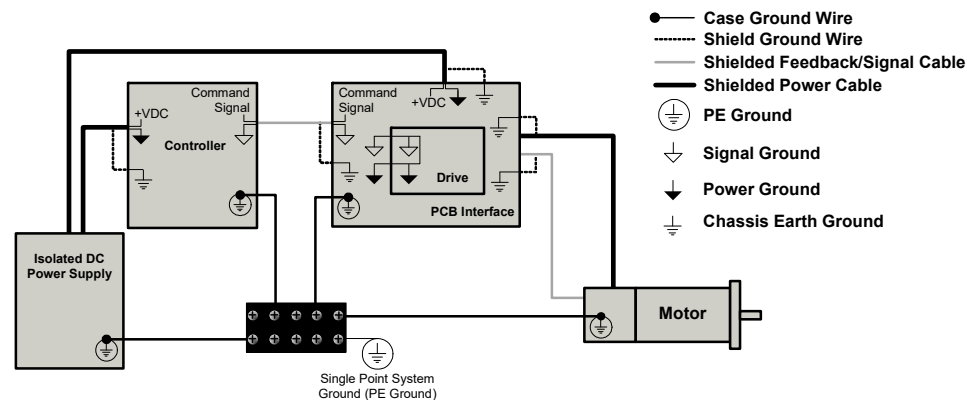 Case Ground Wire
Shield Ground Wire
Shielded Feedback/Signal Cable
Shielded Power Cable
PE Ground
Signal Ground
Power Ground
Chassis Earth Ground
+VDC
Command
Signal
Controller
Command
Signal
+VDC
Drive
PCB Interface
Isolated DC
Power Supply
Motor
Single Point System
Ground (PE Ground)